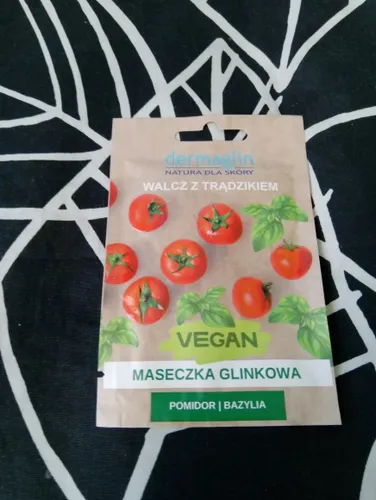 dermaglin
NATURA DLA SKÓRY
WALCZ Z TRĄDZIKIEM
VEGAN
MASECZKA GLINKOWA
POMIDOR | BAZYLIA